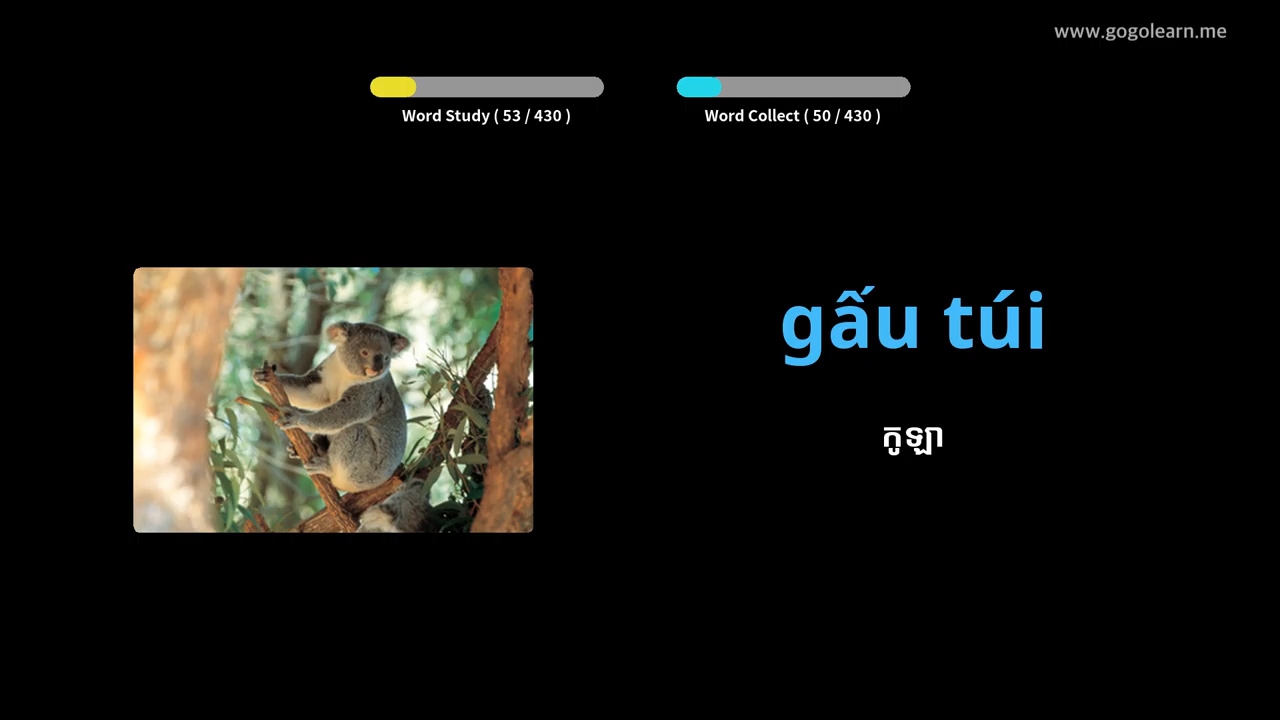 www.gogolearn.me
Word Study ( 53 / 430 )
Word Collect ( 50 / 430 )
gấu túi
កូឡា